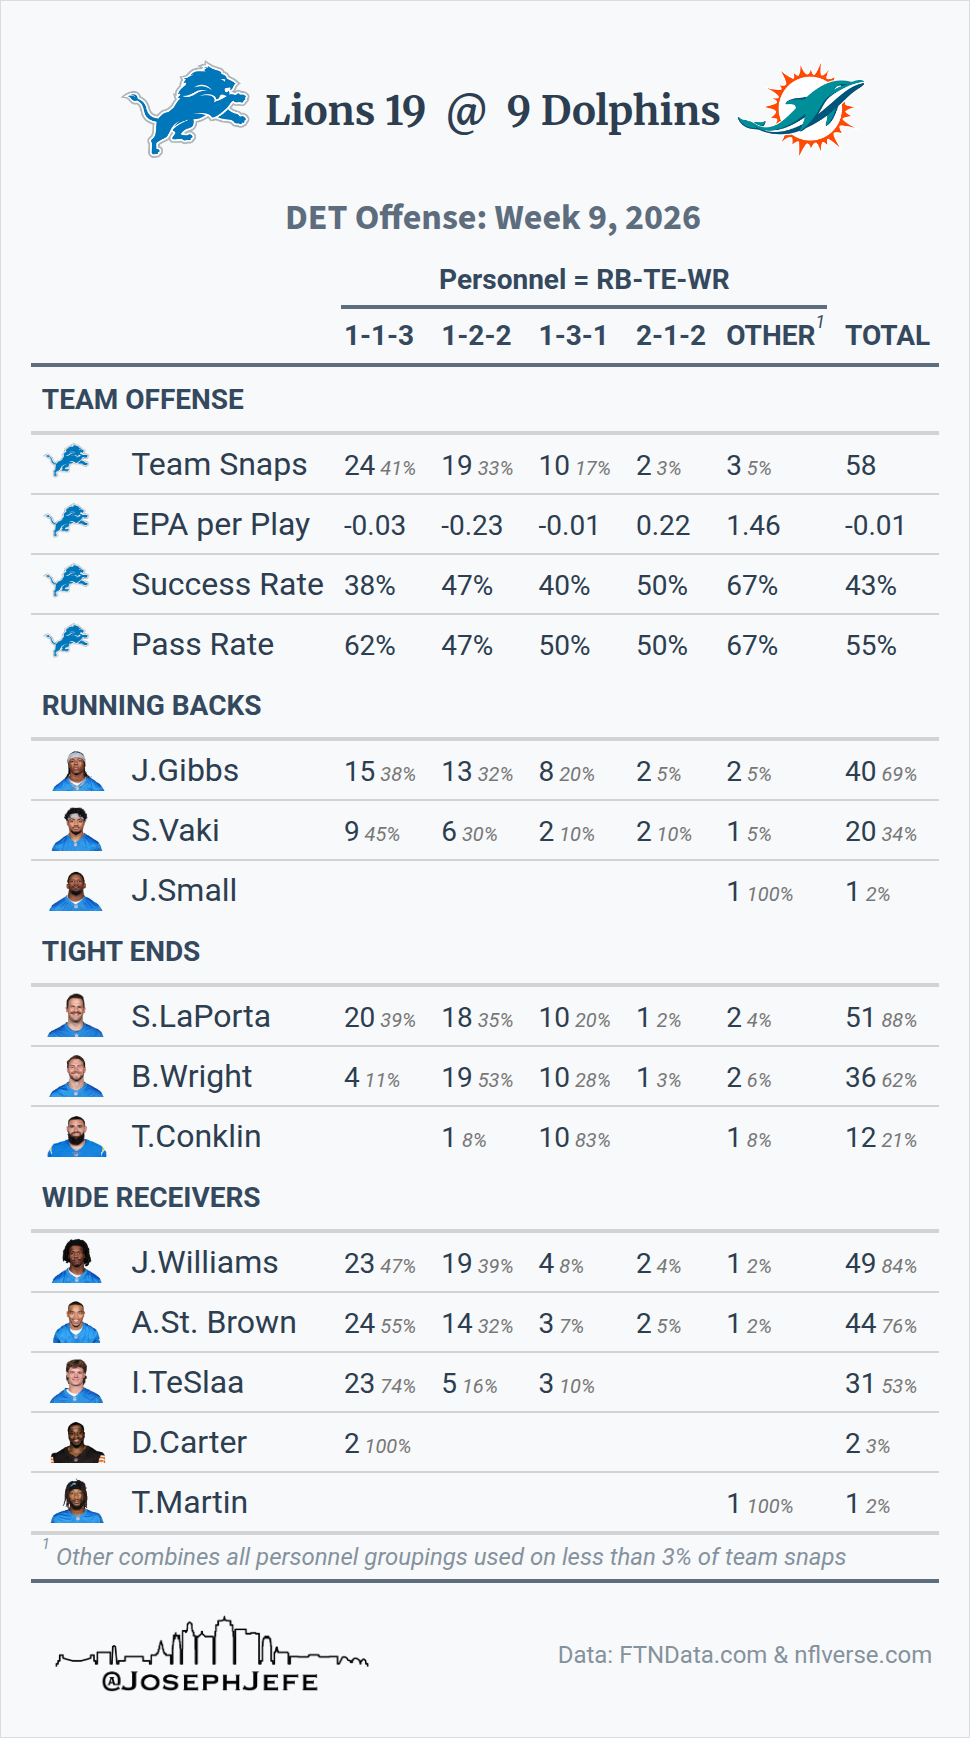 Lions 19 @ 9 Dolphins
DET Offense: Week 9, 2026
Personnel = RB-TE-WR
1-1-3 1-2-2 1-3-1 2-1-2 OTHER1 TOTAL
TEAM OFFENSE
Team Snaps 24 41% 19 33% 10 17% 2 3% 3 5% 58
EPA per Play -0.03 -0.23 -0.01 0.22 1.46 -0.01
Success Rate 38% 47% 40% 50% 67% 43%
Pass Rate 62% 47% 50% 50% 67% 55%
RUNNING BACKS
J.Gibbs 15 38% 13 32% 8 20% 2 5% 2 5% 40 69%
S.Vaki 9 45% 6 30% 2 10% 2 10% 1 5% 20 34%
J.Small 1 100% 1 2%
TIGHT ENDS
S.LaPorta 20 39% 18 35% 10 20% 1 2% 2 4% 51 88%
B.Wright 4 11% 19 53% 10 28% 1 3% 2 6% 36 62%
T.Conklin 1 8% 10 83% 1 8% 12 21%
WIDE RECEIVERS
J.Williams 23 47% 19 39% 4 8% 2 4% 1 2% 49 84%
A.St. Brown 24 55% 14 32% 3 7% 2 5% 1 2% 44 76%
I.TeSlaa 23 74% 5 16% 3 10% 31 53%
D.Carter 2 100% 2 3%
T.Martin 1 100% 1 2%
1 Other combines all personnel groupings used on less than 3% of team snaps
@JOSEPHJEFE
Data: FTNData.com & nflverse.com